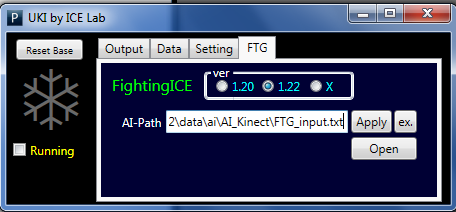 P UKI by ICE Lab
Reset Base
Output Data Setting FTG
ver
FightingICE 1.20 1.22 X
AI-Path 2\data\ai\AI_Kinect\FTG_input.txt Apply ex.
Running
Open